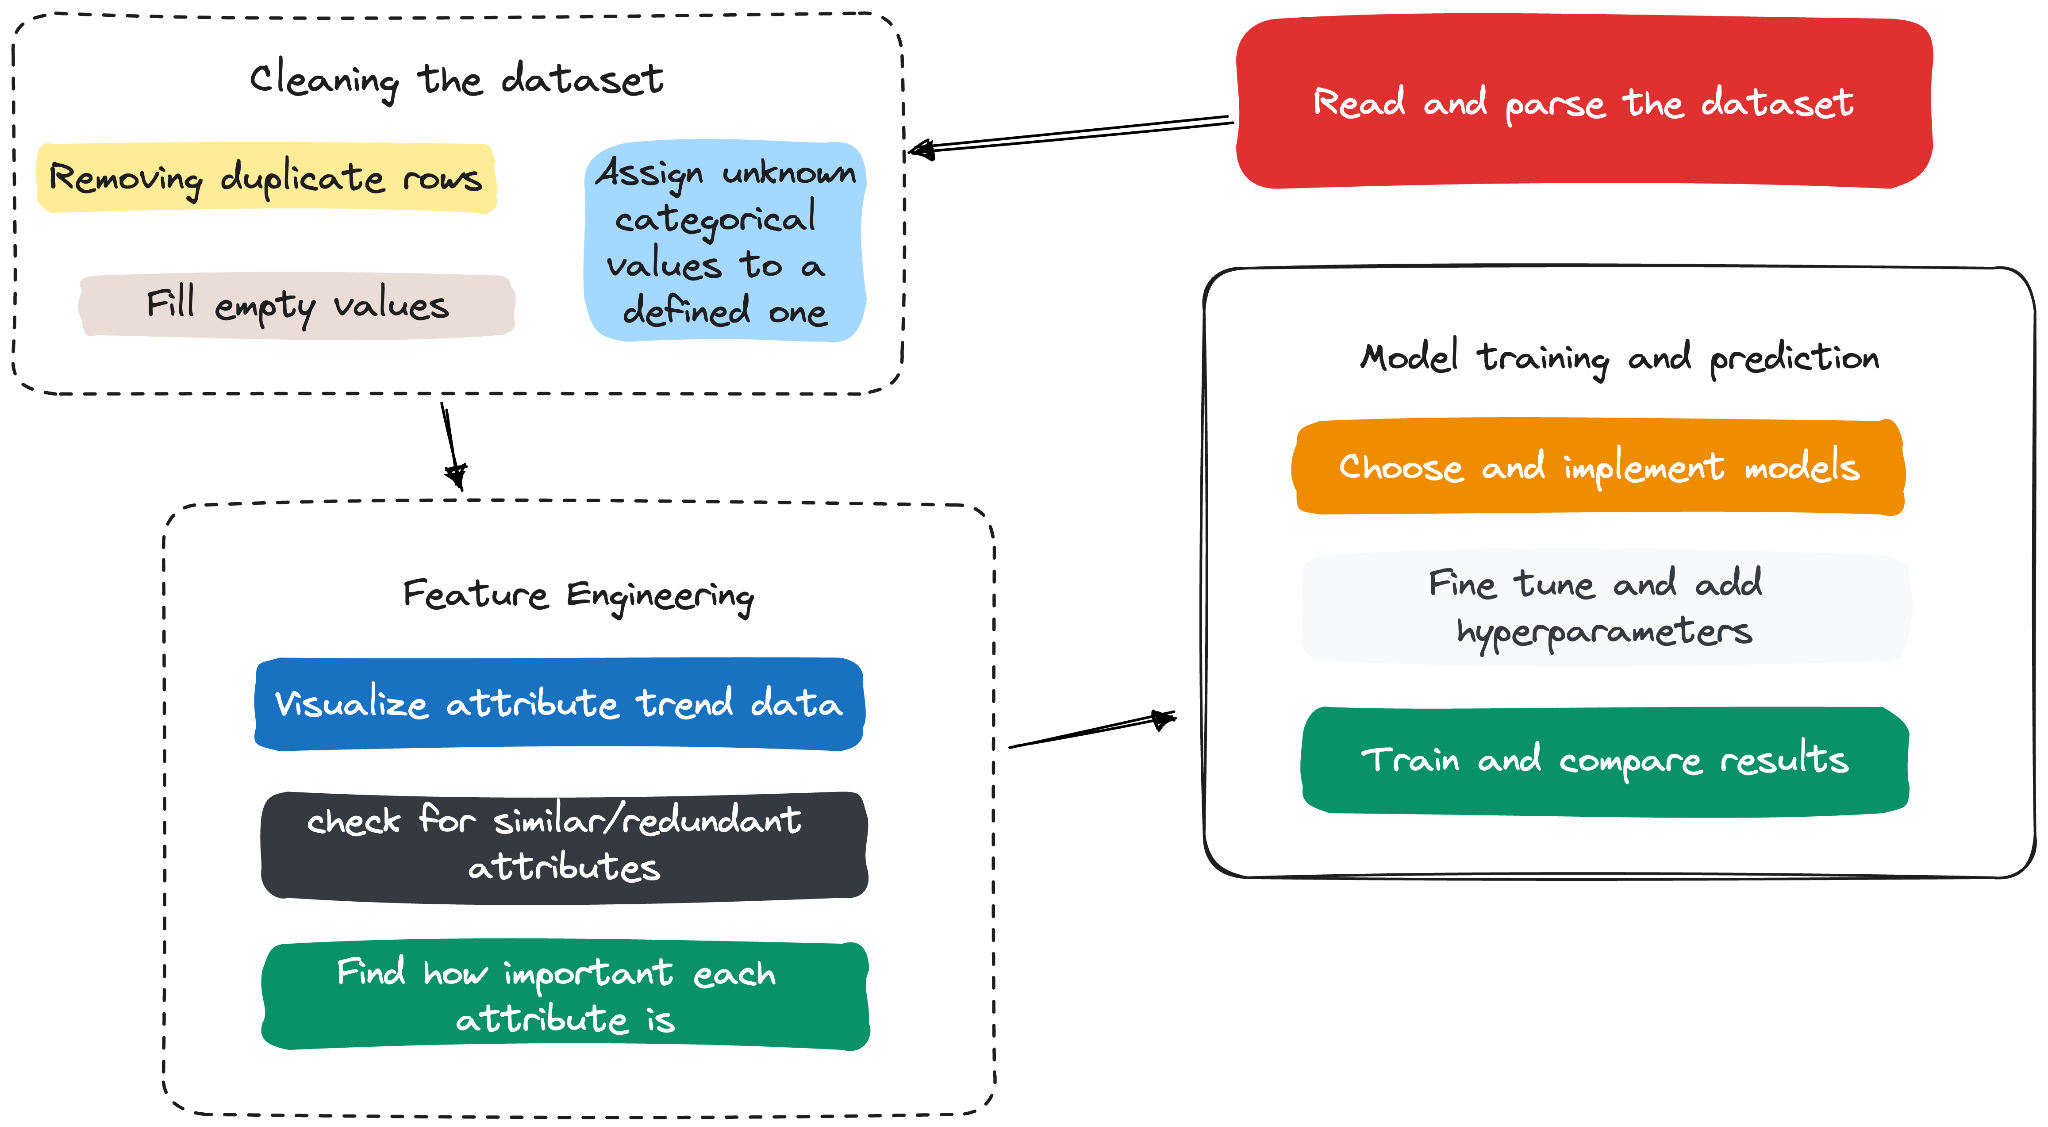 Cleaning the dataset
Removing duplicate rows
Fill empty values
Assign unknown
categorical
values to a
defined one
Read and parse the dataset
Feature Engineering
Visualize attribute trend data
check for similar/redundant
attributes
Find how important each
attribute is
Model training and prediction
Choose and implement models
Fine tune and add
hyperparameters
Train and compare results